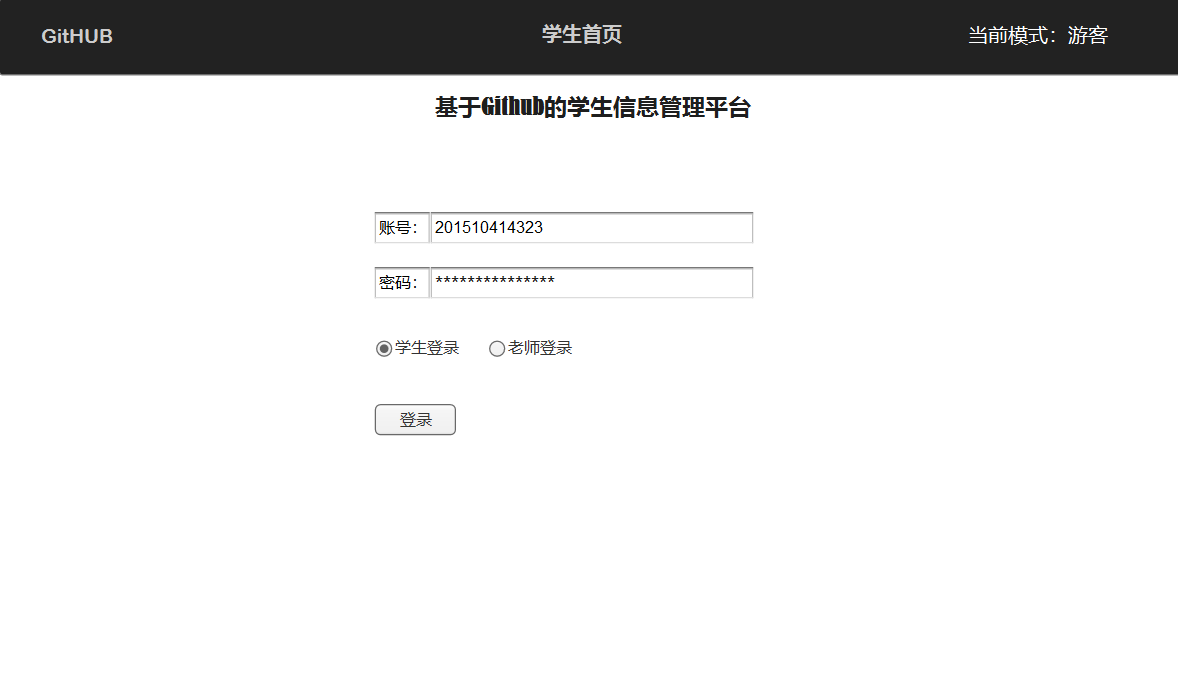 GitHUB 学生首页 当前模式：游客
基于Github的学生信息管理平台
账号： 201510414323
密码： ***************
学生登录 老师登录
登录